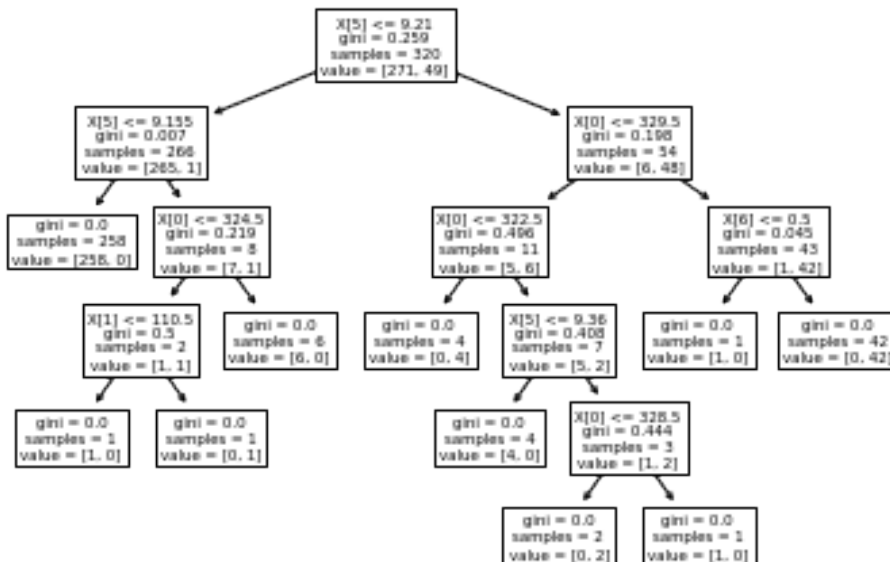 X[5] <= 9.21
gini = 0.259
samples = 320
value = [271, 49]
X[5] <= 9.155
gini = 0.007
samples = 266
value = [265, 1]
X[0] <= 329.5
gini = 0.198
samples = 54
value = [6, 48]
gini = 0.0
samples = 258
value = [258, 0]
X[0] <= 324.5
gini = 0.219
samples = 8
value = [7, 1]
X[0] <= 322.5
gini = 0.496
samples = 11
value = [5, 6]
X[6] <= 0.5
gini = 0.045
samples = 43
value = [1, 42]
X[1] <= 110.5
gini = 0.5
samples = 2
value = [1, 1]
gini = 0.0
samples = 6
value = [6, 0]
gini = 0.0
samples = 4
value = [0, 4]
X[5] <= 9.36
gini = 0.408
samples = 7
value = [5, 2]
gini = 0.0
samples = 1
value = [1, 0]
gini = 0.0
samples = 42
value = [0, 42]
gini = 0.0
samples = 1
value = [1, 0]
gini = 0.0
samples = 1
value = [0, 1]
gini = 0.0
samples = 4
value = [4, 0]
X[0] <= 328.5
gini = 0.444
samples = 3
value = [1, 2]
gini = 0.0
samples = 2
value = [0, 2]
gini = 0.0
samples = 1
value = [1, 0]